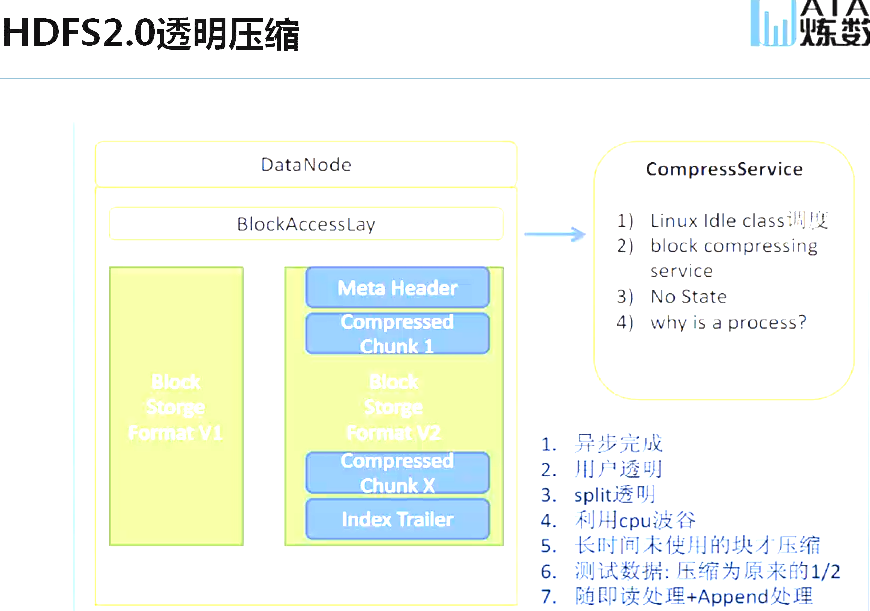 HDFS2.0透明压缩
ATA
炼数
DataNode
BlockAccessLay
Block
Storge
Format V1
Meta Header
Compressed
Chunk 1
Block
Storge
Format V2
Compressed
Chunk X
Index Trailer
CompressService
1) Linux Idle class调度
2) block compressing
service
3) No State
4) why is a process?
1. 异步完成
2. 用户透明
3. split透明
4. 利用cpu波谷
5. 长时间未使用的块才压缩
6. 测试数据: 压缩为原来的1/2
7. 随即读处理+Append处理